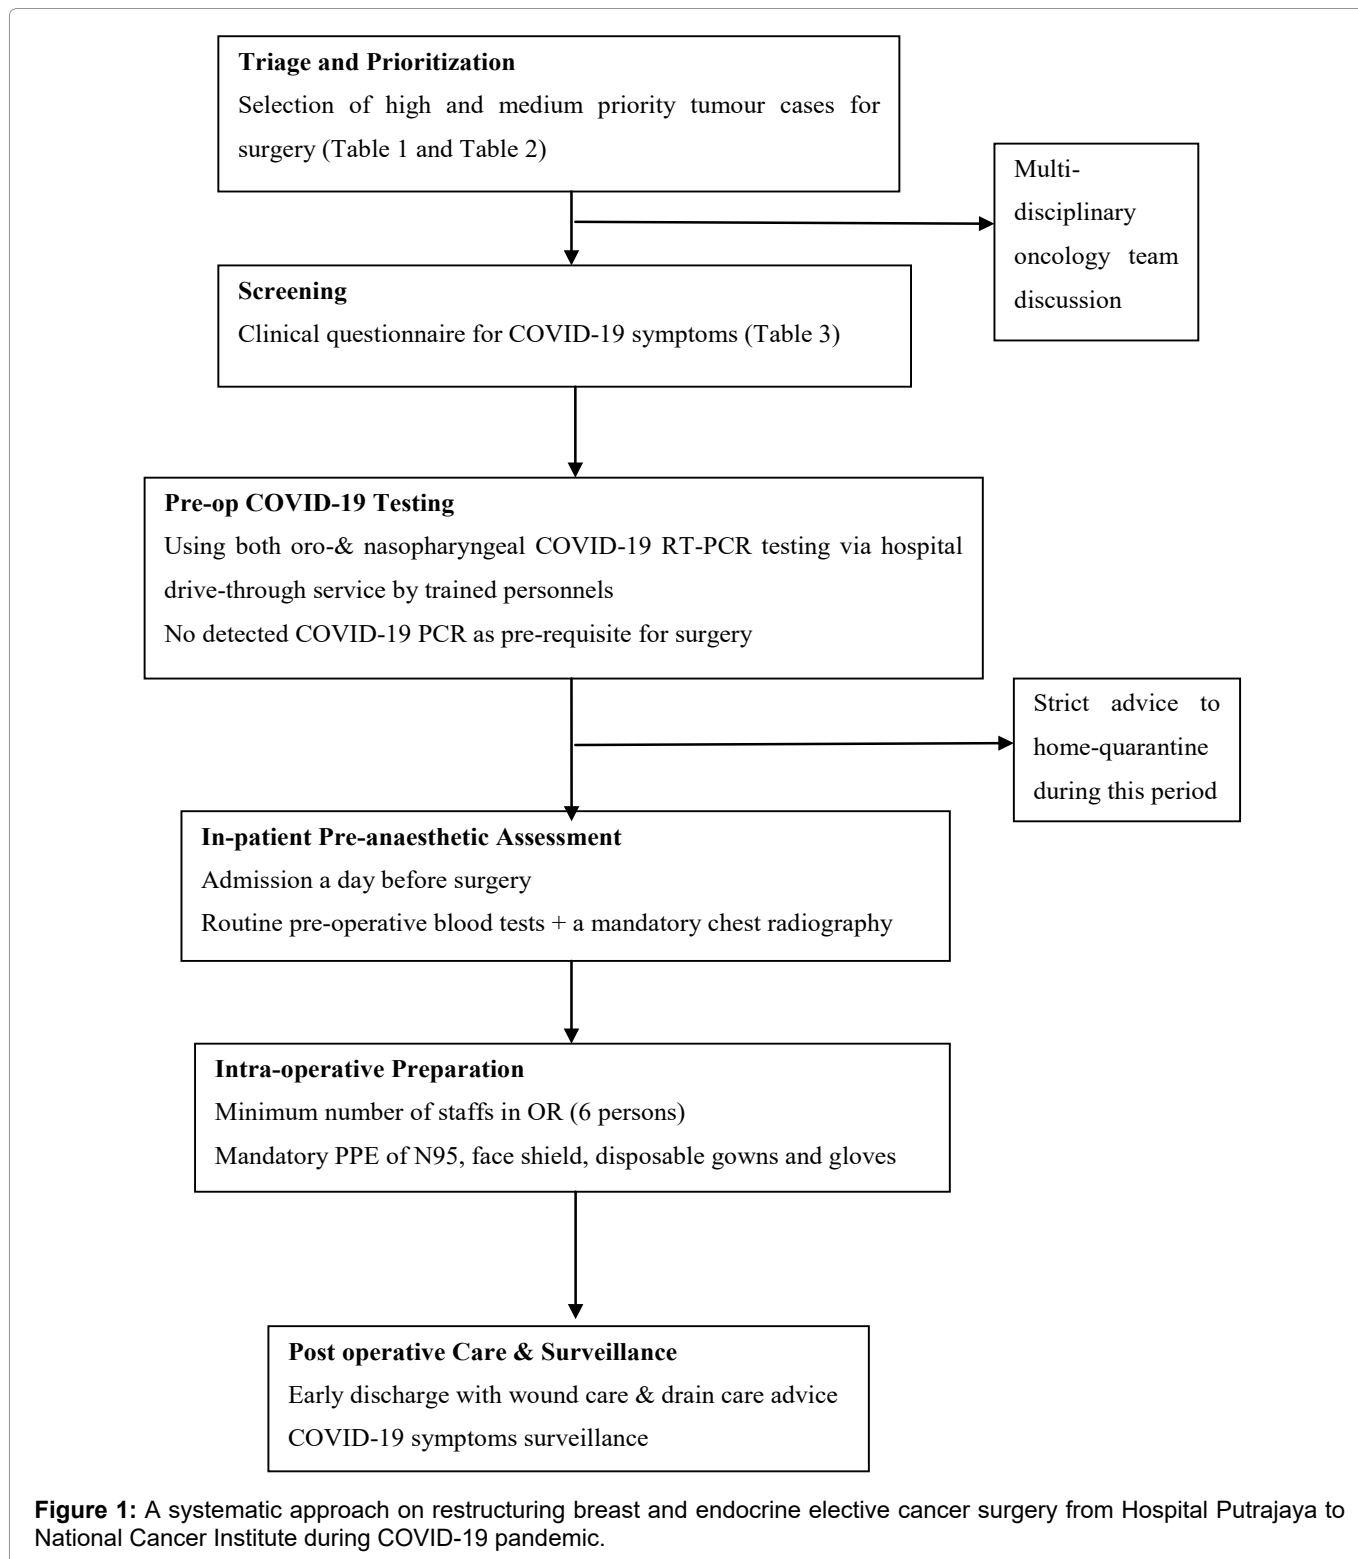 Triage and Prioritization
Selection of high and medium priority tumour cases for
surgery (Table 1 and Table 2)
Multi-
disciplinary
oncology team
discussion
Screening
Clinical questionnaire for COVID-19 symptoms (Table 3)
Pre-op COVID-19 Testing
Using both oro-& nasopharyngeal COVID-19 RT-PCR testing via hospital
drive-through service by trained personnels
No detected COVID-19 PCR as pre-requisite for surgery
Strict advice to
home-quarantine
during this period
In-patient Pre-anaesthetic Assessment
Admission a day before surgery
Routine pre-operative blood tests + a mandatory chest radiography
Intra-operative Preparation
Minimum number of staffs in OR (6 persons)
Mandatory PPE of N95, face shield, disposable gowns and gloves
Post operative Care & Surveillance
Early discharge with wound care & drain care advice
COVID-19 symptoms surveillance
Figure 1: A systematic approach on restructuring breast and endocrine elective cancer surgery from Hospital Putrajaya to
National Cancer Institute during COVID-19 pandemic.